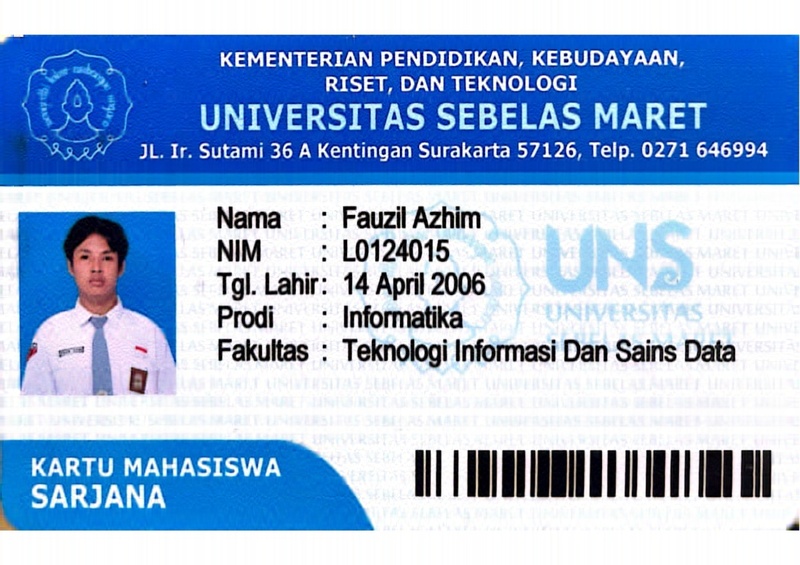 KEMENTERIAN PENDIDIKAN, KEBUDAYAAN,
RISET, DAN TEKNOLOGI
UNIVERSITAS SEBELAS MARET
JL. Ir. Sutami 36 A Kentingan Surakarta 57126, Telp. 0271 646994
Nama : Fauzil Azhim
NIM : L0124015
Tgl. Lahir : 14 April 2006
Prodi : Informatika
Fakultas : Teknologi Informasi Dan Sains Data
UNS
UNIVERSITAS
SEBELAS MARET
KARTU MAHASISWA
SARJANA